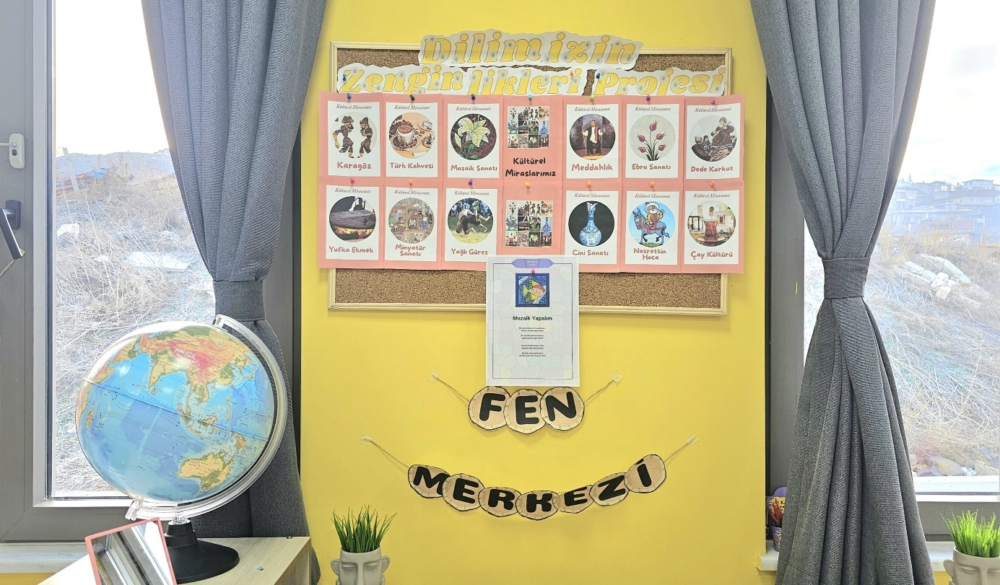 Dilimizin
Zenginlikleri Projesi
Kültürel Mirasımız
Karagöz
Kültürel Mirasımız
Türk Kahvesi
Kültürel Mirasımız
Mozaik Sanatı
Kültürel
Miraslarımız
Kültürel Mirasımız
Meddahlık
Kültürel Mirasımız
Ebru Sanatı
Kültürel Mirasımız
Dede Korkut
Kültürel Mirasımız
Yufka Ekmek
Kültürel Mirasımız
Minyatür
Sanatı
Kültürel Mirasımız
Yağlı Güreş
Kültürel Mirasımız
Çini Sanatı
Kültürel Mirasımız
Nasrettin
Hoca
Kültürel Mirasımız
Çay Kültürü
Mozaik Yapalım
FEN
MERKEZİ